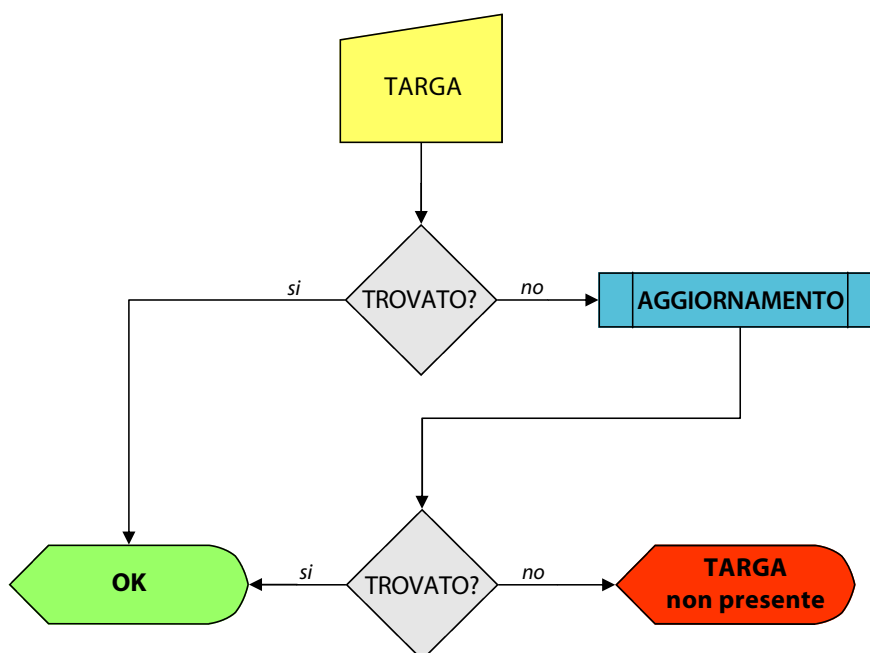 TARGA
si
TROVATO?
no
AGGIORNAMENTO
OK
si
TROVATO?
no
TARGA
non presente